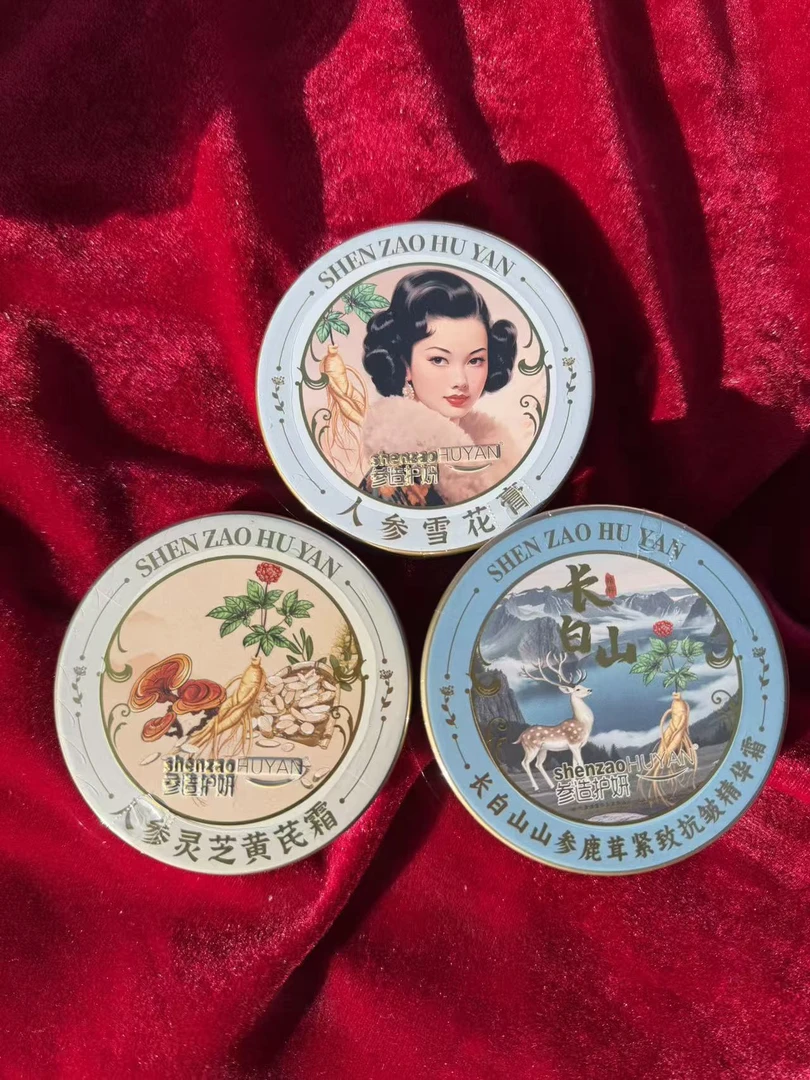 SHEN ZAO HU YAN
shenzaoHUYAN
参造护妍
人参雪花膏
SHEN ZAO HU YAN
shenzaoHUYAN
参造护妍
人参灵芝黄芪霜
SHEN ZAO HU YAN
长白山
shenzaoHUYAN
参造护妍
长白山山参鹿茸紧致抗皱精华霜